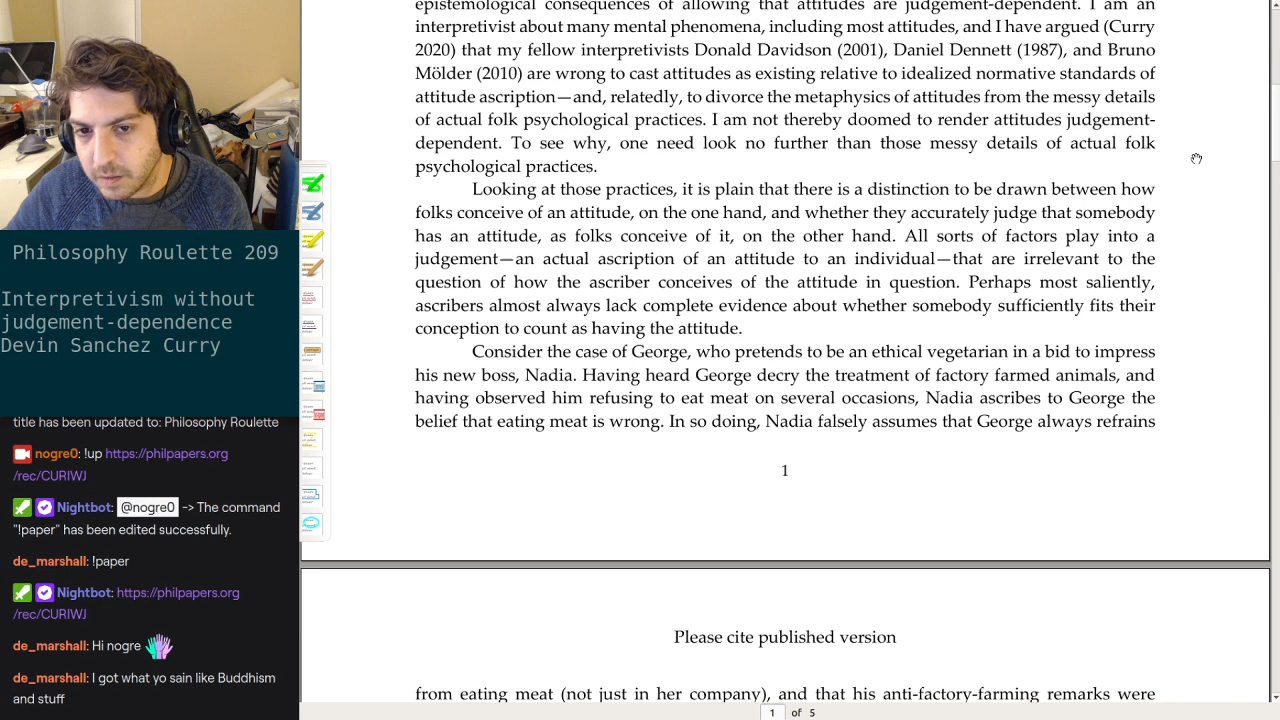 epistemological consequences of allowing that attitudes are judgement-dependent. I am an
interpretivist about many mental phenomena, including most attitudes, and I have argued (Curry
2020) that my fellow interpretivists Donald Davidson (2001), Daniel Dennett (1987), and Bruno
Mölder (2010) are wrong to cast attitudes as existing relative to idealized normative standards of
attitude ascription—and, relatedly, to divorce the metaphysics of attitudes from the messy details
of actual folk psychological practices. I am not thereby doomed to render attitudes judgement-
dependent. To see why, one need look no further than those messy details of actual folk
psychological practices.
Looking at those practices, it is plain that there is a distinction to be drawn between how
folks conceive of an attitude, on the one hand, and whether they accurately judge that somebody
has an attitude, as folks conceive of it, on the other hand. All sorts of factors play into a
judgement—an actual ascription of an attitude to an individual—that are irrelevant to the
question of how the ascriber conceives of the attitude in question. Perhaps most saliently,
ascribers almost always lack complete evidence about whether somebody sufficiently fits their
conception to count as having the attitude.
Consider the case of George, who pretends to be an ethical vegetarian in a bid to impress
his new boss, Nadia. Having heard George decry the treatment of factory-farmed animals, and
having observed him refusing to eat meat on several occasions, Nadia ascribes to George the
belief that eating meat is wrong. In so doing, Nadia falsely assumes that George always refrains
1
Please cite published version
from eating meat (not just in her company), and that his anti-factory-farming remarks were
1 of 5
Philosophy Roulette 209
Interpretivism without
judgement-dependence
Devin Sanchez Curry
title has been updated to: Philosophy Roulette
nogre0: !up https://philpapers.org
/rec/CURIWJ
Nightbot: @nogre0 -> The command
"!paper" has been edited successfully.
de_marshall: !paper
Nightbot: https://philpapers.org
/rec/CURIWJ
de_marshall: Hi nogre
de_marshall: I got what yo sain like Buddhism
and stuff